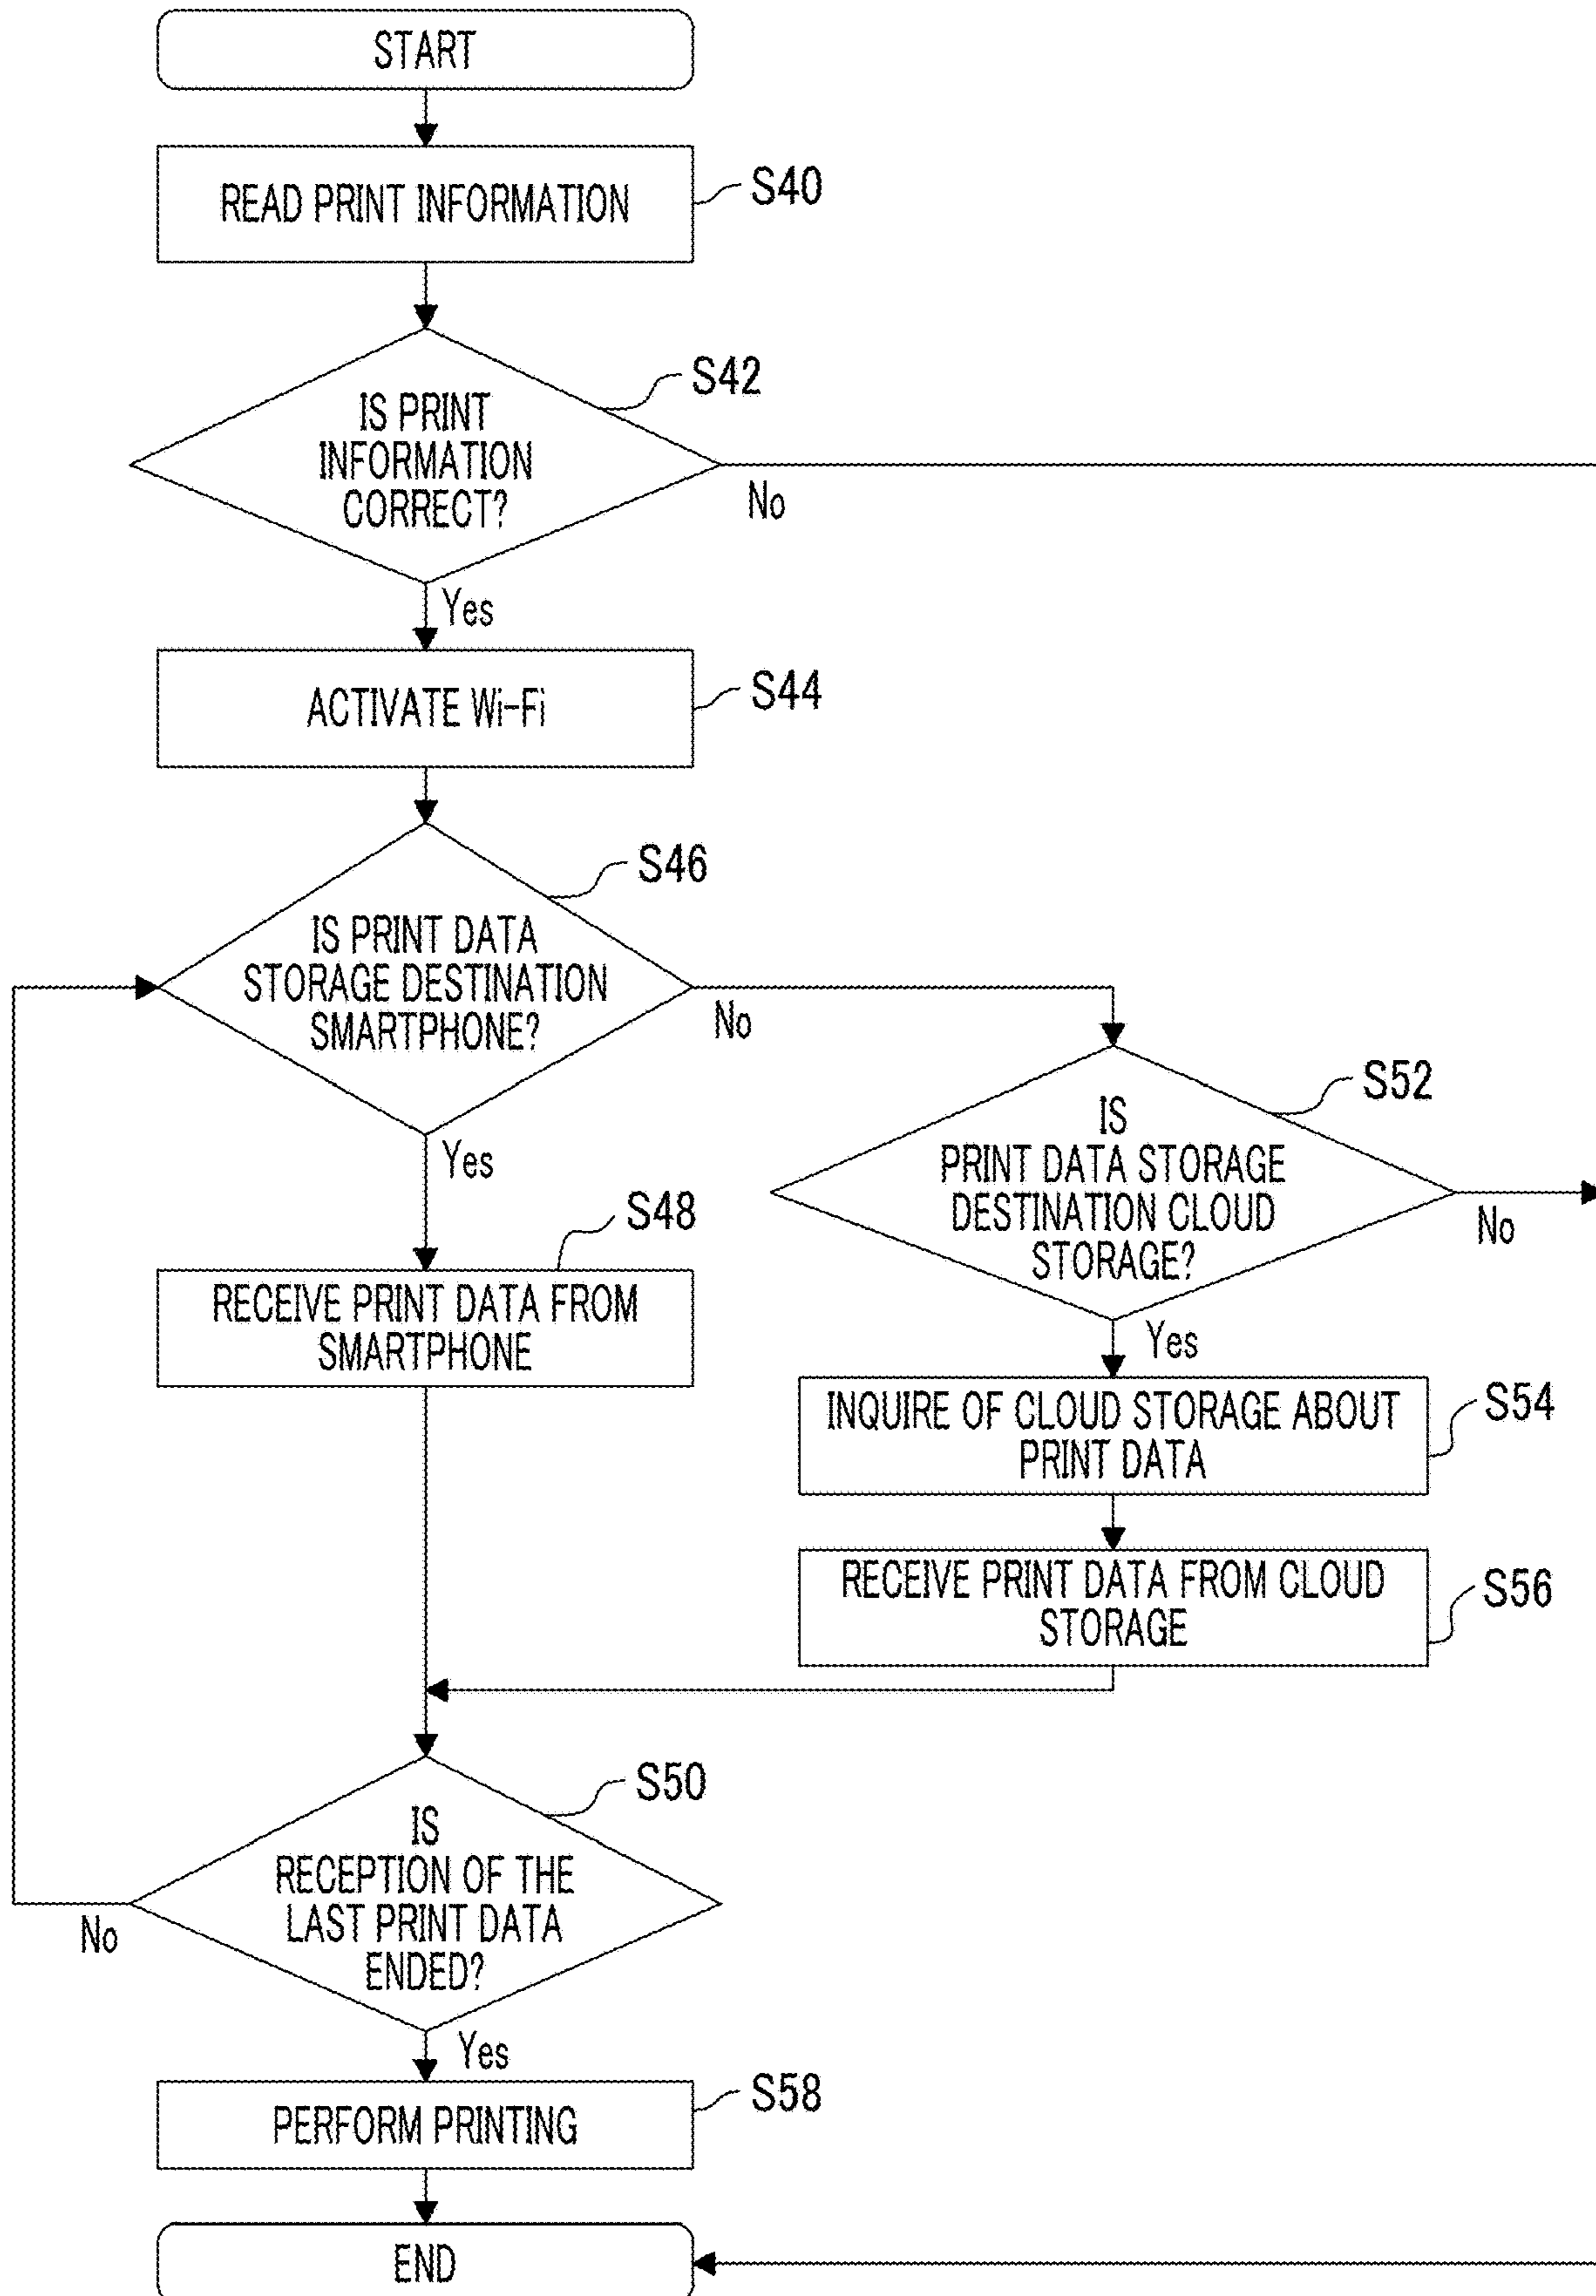 START
READ PRINT INFORMATION
S40
S42
IS PRINT
INFORMATION
CORRECT?
No
Yes
ACTIVATE Wi-Fi
S44
S46
IS PRINT DATA
STORAGE DESTINATION
SMARTPHONE?
No
Yes
S52
IS
PRINT DATA STORAGE
DESTINATION CLOUD
STORAGE?
No
Yes
S48
RECEIVE PRINT DATA FROM
SMARTPHONE
INQUIRE OF CLOUD STORAGE ABOUT
PRINT DATA
S54
RECEIVE PRINT DATA FROM CLOUD
STORAGE
S56
S50
IS
RECEPTION OF THE
LAST PRINT DATA
ENDED?
No
Yes
PERFORM PRINTING
S58
END